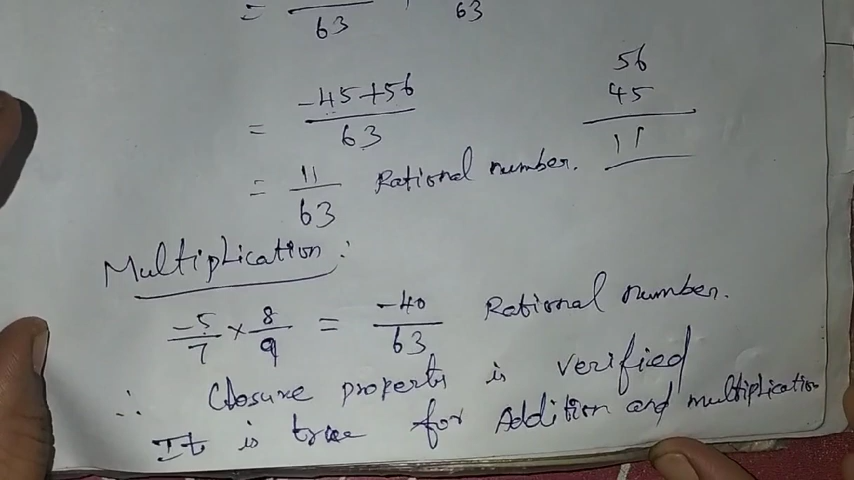 = ― 63 63
= -45+56 / 63
56
45
11
= 11/63 Rational number.
Multiplication:
-5/7 × 8/9 = -40/63 Rational number.
∴ Closure property is verified
It is true for Addition and multiplication